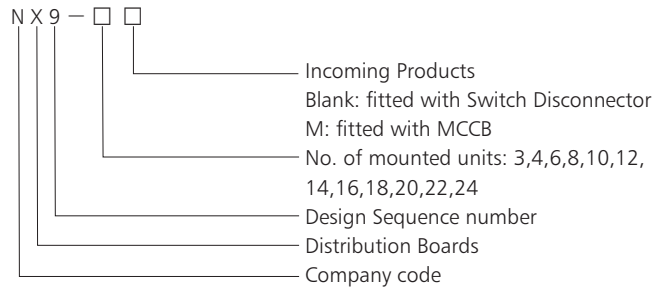 NX9－□ □
Incoming Products
Blank: fitted with Switch Disconnector
M: fitted with MCCB
No. of mounted units: 3,4,6,8,10,12,
14,16,18,20,22,24
Design Sequence number
Distribution Boards
Company code